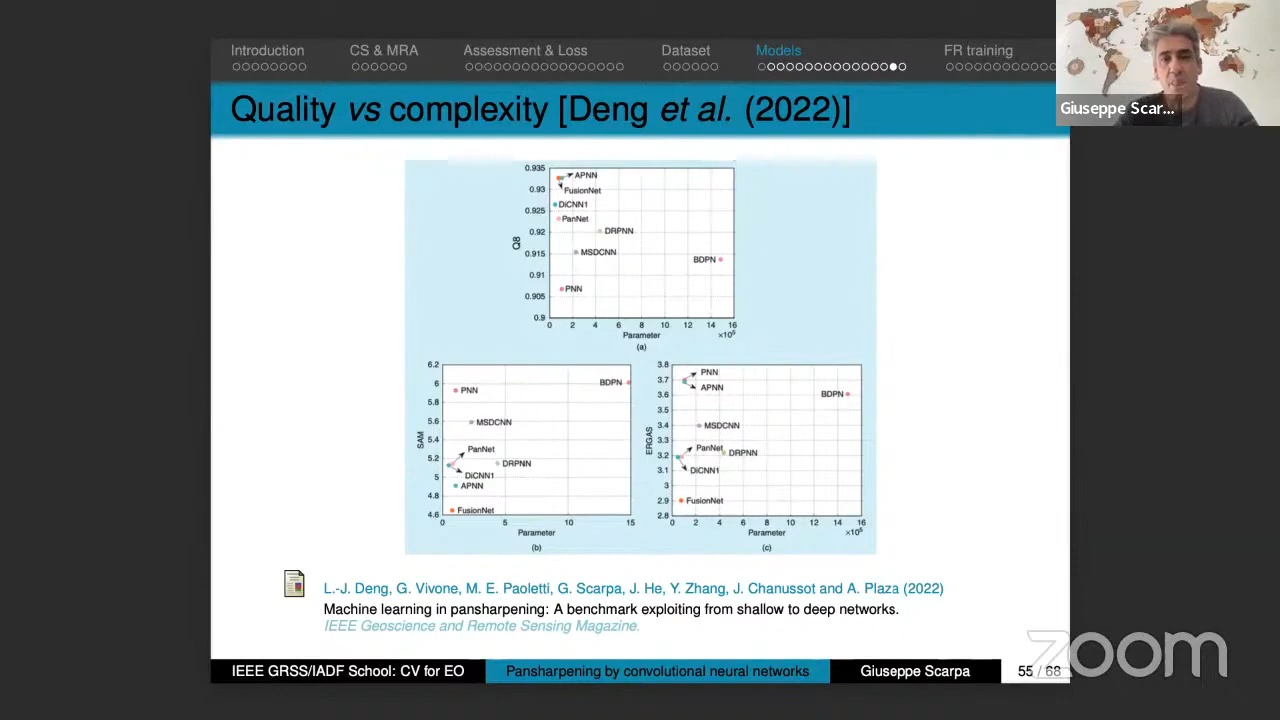 Introduction CS & MRA Assessment & Loss Dataset Models FR training
Giuseppe Scar...
Quality vs complexity [Deng et al. (2022)]
0.935
0.93
0.925
0.92
0.915
0.91
0.905
0.9
Q8
APNN
FusionNet
DiCNN1
PanNet
DRPNN
MSDCNN
BDPN
PNN
0 2 4 6 8 10 12 14 16
Parameter ×10⁵
(a)
6.2
6
5.8
5.6
5.4
5.2
5
4.8
4.6
SAM
BDPN
PNN
MSDCNN
PanNet
DRPNN
DiCNN1
APNN
FusionNet
0 5 10 15
Parameter
(b)
3.8
3.7
3.6
3.5
3.4
3.3
3.2
3.1
3
2.9
2.8
ERGAS
PNN
APNN
BDPN
MSDCNN
PanNet
DRPNN
DiCNN1
FusionNet
0 2 4 6 8 10 12 14 16
Parameter ×10⁵
(c)
L.-J. Deng, G. Vivone, M. E. Paoletti, G. Scarpa, J. He, Y. Zhang, J. Chanussot and A. Plaza (2022)
Machine learning in pansharpening: A benchmark exploiting from shallow to deep networks.
IEEE Geoscience and Remote Sensing Magazine.
zoom
IEEE GRSS/IADF School: CV for EO Pansharpening by convolutional neural networks Giuseppe Scarpa 55 / 68